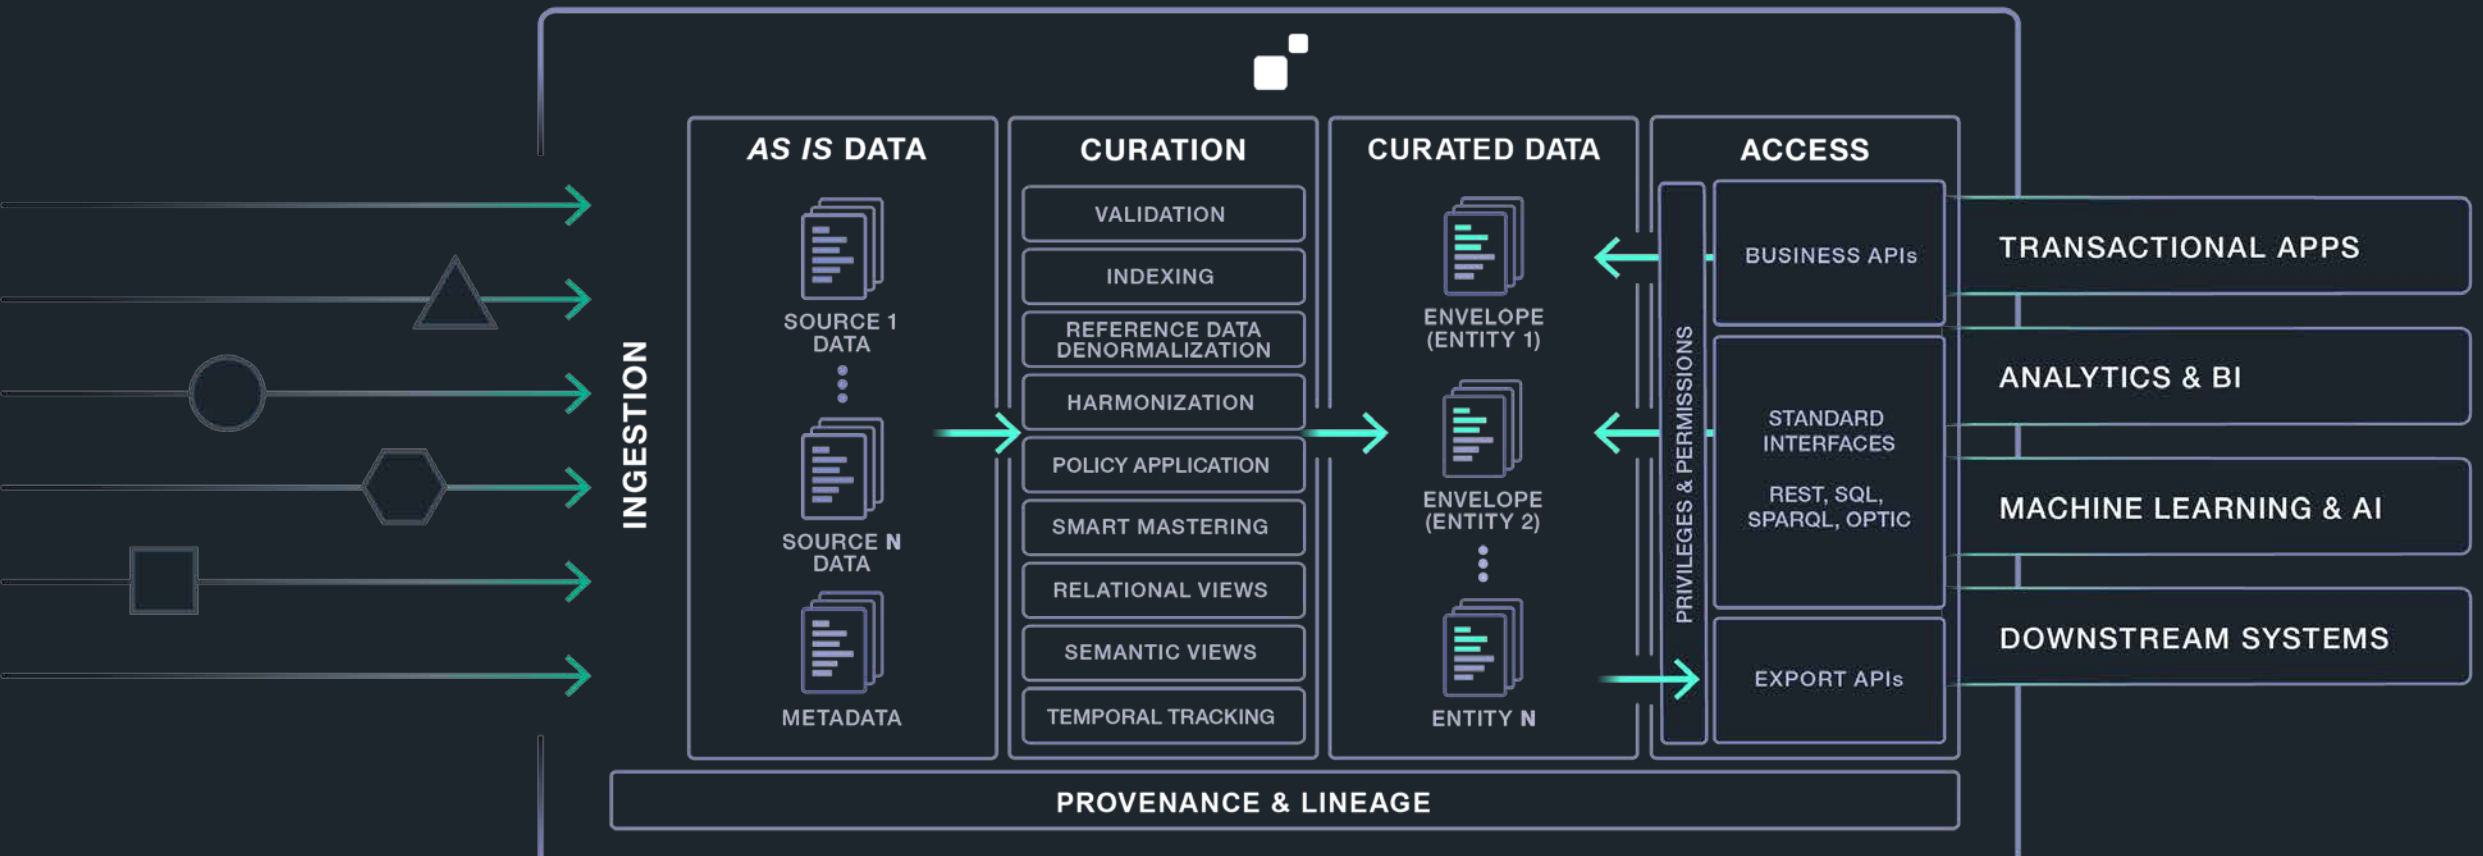 INGESTION
AS IS DATA
SOURCE 1
DATA
SOURCE N
DATA
METADATA
CURATION
VALIDATION
INDEXING
REFERENCE DATA
DENORMALIZATION
HARMONIZATION
POLICY APPLICATION
SMART MASTERING
RELATIONAL VIEWS
SEMANTIC VIEWS
TEMPORAL TRACKING
CURATED DATA
ENVELOPE
(ENTITY 1)
ENVELOPE
(ENTITY 2)
ENTITY N
ACCESS
PRIVILEGES & PERMISSIONS
BUSINESS APIs
STANDARD
INTERFACES
REST, SQL,
SPARQL, OPTIC
EXPORT APIs
TRANSACTIONAL APPS
ANALYTICS & BI
MACHINE LEARNING & AI
DOWNSTREAM SYSTEMS
PROVENANCE & LINEAGE